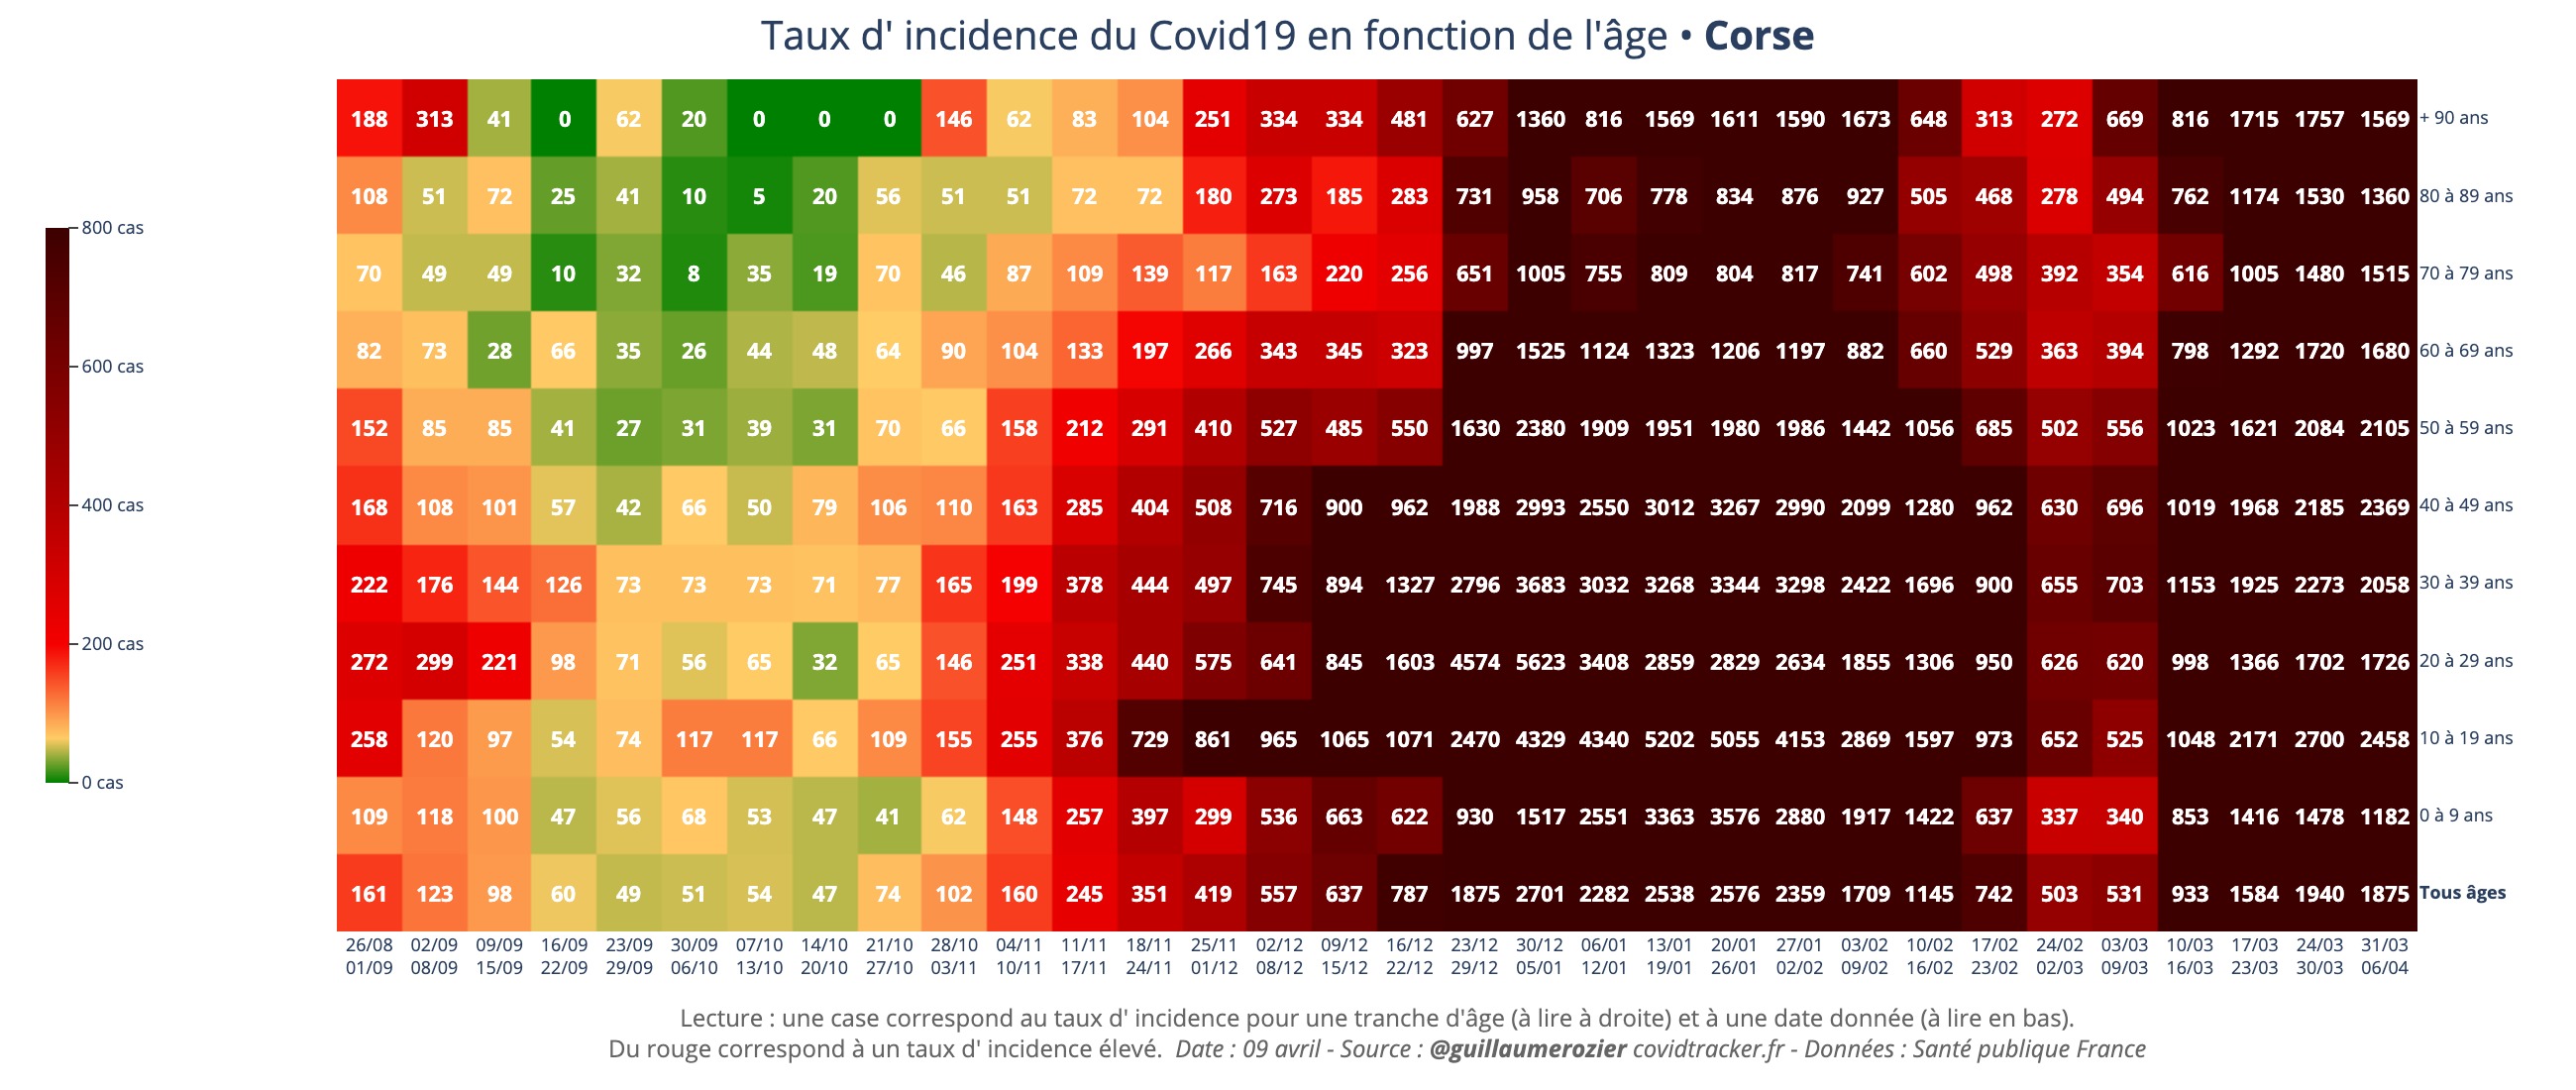 Taux d' incidence du Covid19 en fonction de l'âge • Corse
188 313 41 0 62 20 0 0 0 146 62 83 104 251 334 334 481 627 1360 816 1569 1611 1590 1673 648 313 272 669 816 1715 1757 1569 + 90 ans
108 51 72 25 41 10 5 20 56 51 51 72 72 180 273 185 283 731 958 706 778 834 876 927 505 468 278 494 762 1174 1530 1360 80 à 89 ans
800 cas
70 49 49 10 32 8 35 19 70 46 87 109 139 117 163 220 256 651 1005 755 809 804 817 741 602 498 392 354 616 1005 1480 1515 70 à 79 ans
82 73 28 66 35 26 44 48 64 90 104 133 197 266 343 345 323 997 1525 1124 1323 1206 1197 882 660 529 363 394 798 1292 1720 1680 60 à 69 ans
600 cas
152 85 85 41 27 31 39 31 70 66 158 212 291 410 527 485 550 1630 2380 1909 1951 1980 1986 1442 1056 685 502 556 1023 1621 2084 2105 50 à 59 ans
400 cas
168 108 101 57 42 66 50 79 106 110 163 285 404 508 716 900 962 1988 2993 2550 3012 3267 2990 2099 1280 962 630 696 1019 1968 2185 2369 40 à 49 ans
222 176 144 126 73 73 73 71 77 165 199 378 444 497 745 894 1327 2796 3683 3032 3268 3344 3298 2422 1696 900 655 703 1153 1925 2273 2058 30 à 39 ans
200 cas
272 299 221 98 71 56 65 32 65 146 251 338 440 575 641 845 1603 4574 5623 3408 2859 2829 2634 1855 1306 950 626 620 998 1366 1702 1726 20 à 29 ans
258 120 97 54 74 117 117 66 109 155 255 376 729 861 965 1065 1071 2470 4329 4340 5202 5055 4153 2869 1597 973 652 525 1048 2171 2700 2458 10 à 19 ans
0 cas
109 118 100 47 56 68 53 47 41 62 148 257 397 299 536 663 622 930 1517 2551 3363 3576 2880 1917 1422 637 337 340 853 1416 1478 1182 0 à 9 ans
161 123 98 60 49 51 54 47 74 102 160 245 351 419 557 637 787 1875 2701 2282 2538 2576 2359 1709 1145 742 503 531 933 1584 1940 1875 Tous âges
26/08 02/09 09/09 16/09 23/09 30/09 07/10 14/10 21/10 28/10 04/11 11/11 18/11 25/11 02/12 09/12 16/12 23/12 30/12 06/01 13/01 20/01 27/01 03/02 10/02 17/02 24/02 03/03 10/03 17/03 24/03 31/03
01/09 08/09 15/09 22/09 29/09 06/10 13/10 20/10 27/10 03/11 10/11 17/11 24/11 01/12 08/12 15/12 22/12 29/12 05/01 12/01 19/01 26/01 02/02 09/02 16/02 23/02 02/03 09/03 16/03 23/03 30/03 06/04
Lecture : une case correspond au taux d' incidence pour une tranche d'âge (à lire à droite) et à une date donnée (à lire en bas).
Du rouge correspond à un taux d' incidence élevé. Date : 09 avril - Source : @guillaumerozier covidtracker.fr - Données : Santé publique France